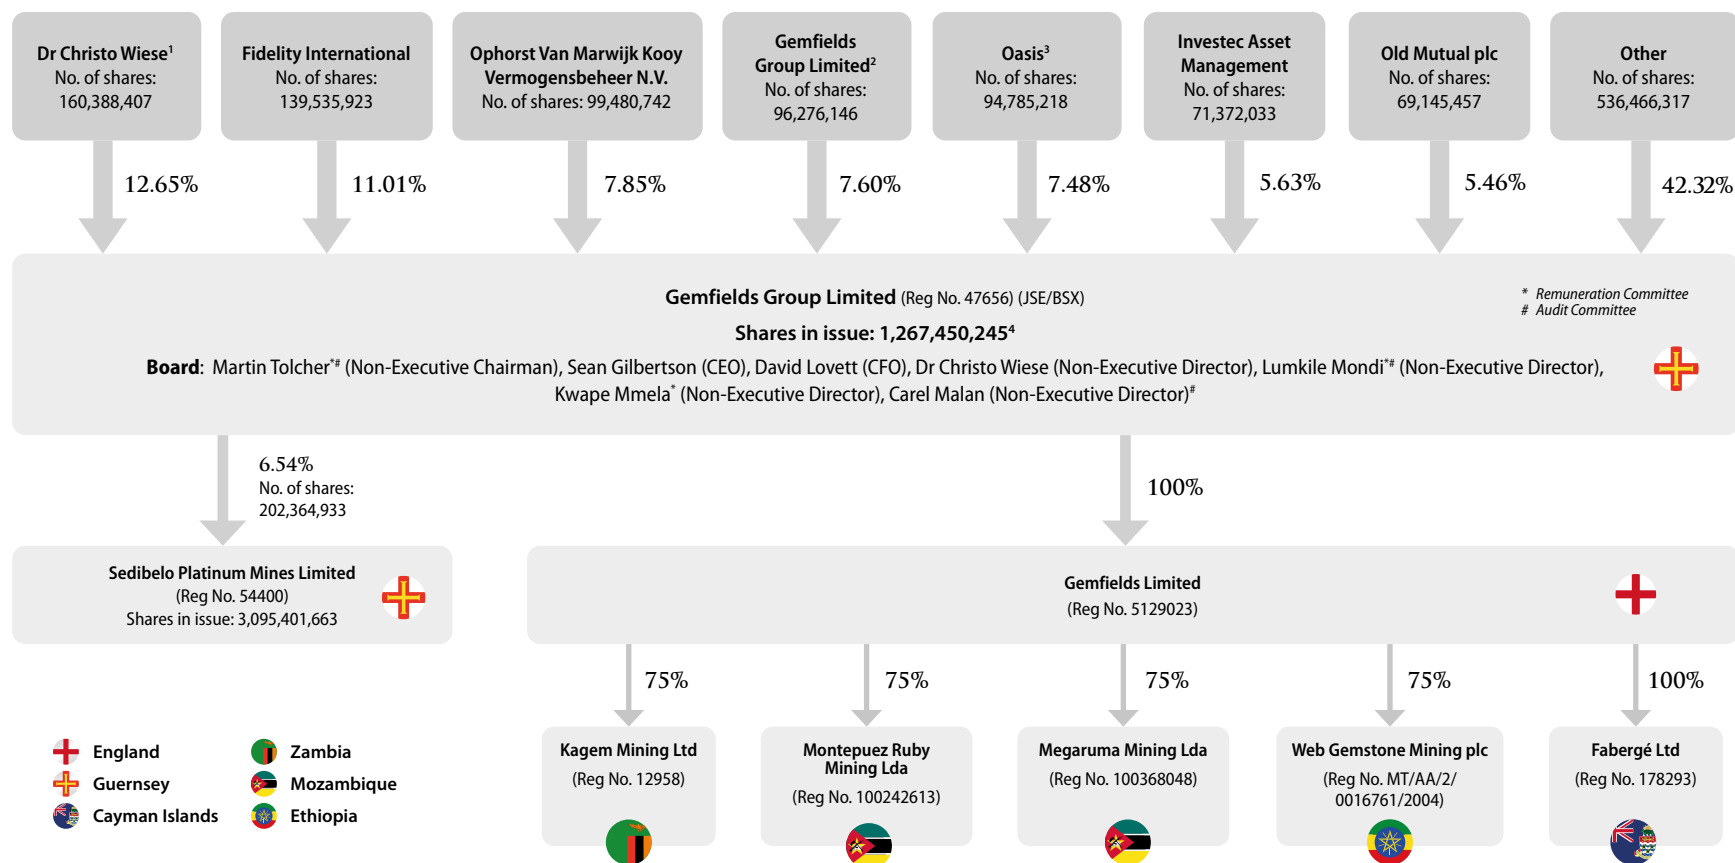 Dr Christo Wiese1
No. of shares:
160,388,407
Fidelity International
No. of shares:
139,535,923
Ophorst Van Marwijk Kooy
Vermogensbeheer N.V.
No. of shares: 99,480,742
Gemfields
Group Limited2
No. of shares:
96,276,146
Oasis3
No. of shares:
94,785,218
Investec Asset
Management
No. of shares:
71,372,033
Old Mutual plc
No. of shares:
69,145,457
Other
No. of shares:
536,466,317
12.65%
11.01%
7.85%
7.60%
7.48%
5.63%
5.46%
42.32%
Gemfields Group Limited (Reg No. 47656) (JSE/BSX)
Shares in issue: 1,267,450,2454
* Remuneration Committee
# Audit Committee
Board: Martin Tolcher*# (Non-Executive Chairman), Sean Gilbertson (CEO), David Lovett (CFO), Dr Christo Wiese (Non-Executive Director), Lumkile Mondi*# (Non-Executive Director),
Kwape Mmela* (Non-Executive Director), Carel Malan (Non-Executive Director)#
6.54%
No. of shares:
202,364,933
100%
Sedibelo Platinum Mines Limited
(Reg No. 54400)
Shares in issue: 3,095,401,663
Gemfields Limited
(Reg No. 5129023)
75%
75%
75%
75%
100%
Kagem Mining Ltd
(Reg No. 12958)
Montepuez Ruby
Mining Lda
(Reg No. 100242613)
Megaruma Mining Lda
(Reg No. 100368048)
Web Gemstone Mining plc
(Reg No. MT/AA/2/
0016761/2004)
Fabergé Ltd
(Reg No. 178293)
England
Guernsey
Cayman Islands
Zambia
Mozambique
Ethiopia